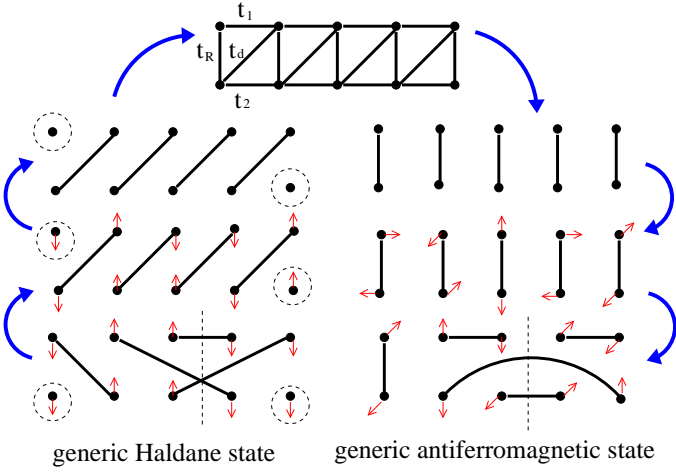 t1
tR td
t2
generic Haldane state
generic antiferromagnetic state